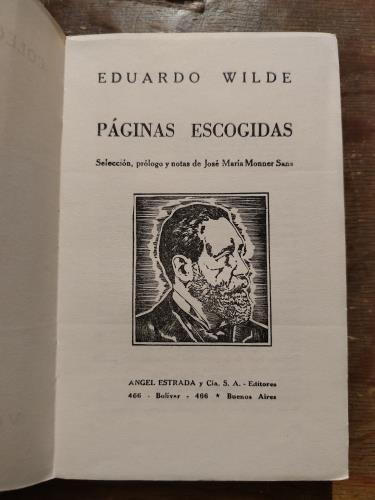 EDUARDO WILDE
PÁGINAS ESCOGIDAS
Selección, prólogo y notas de José María Monner Sans
ANGEL ESTRADA y Cía. S. A. - Editores
466 - Bolívar - 466 ★ Buenos Aires